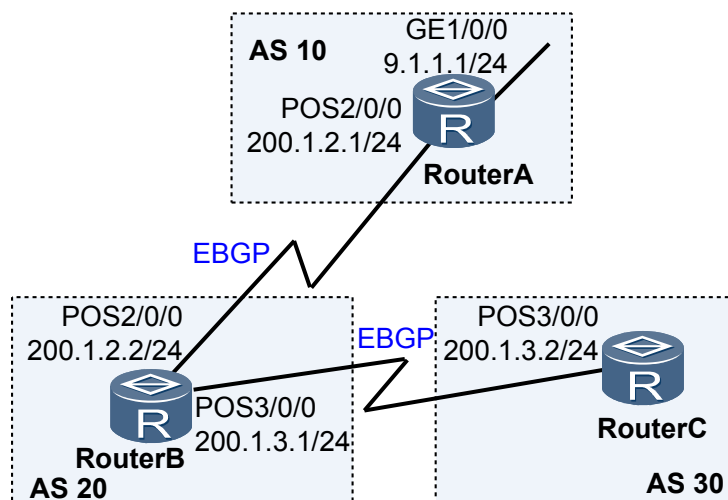 AS 10
GE1/0/0
9.1.1.1/24
POS2/0/0
200.1.2.1/24
R
RouterA
EBGP
POS2/0/0
200.1.2.2/24
R
POS3/0/0
200.1.3.1/24
RouterB
AS 20
EBGP
POS3/0/0
200.1.3.2/24
R
RouterC
AS 30